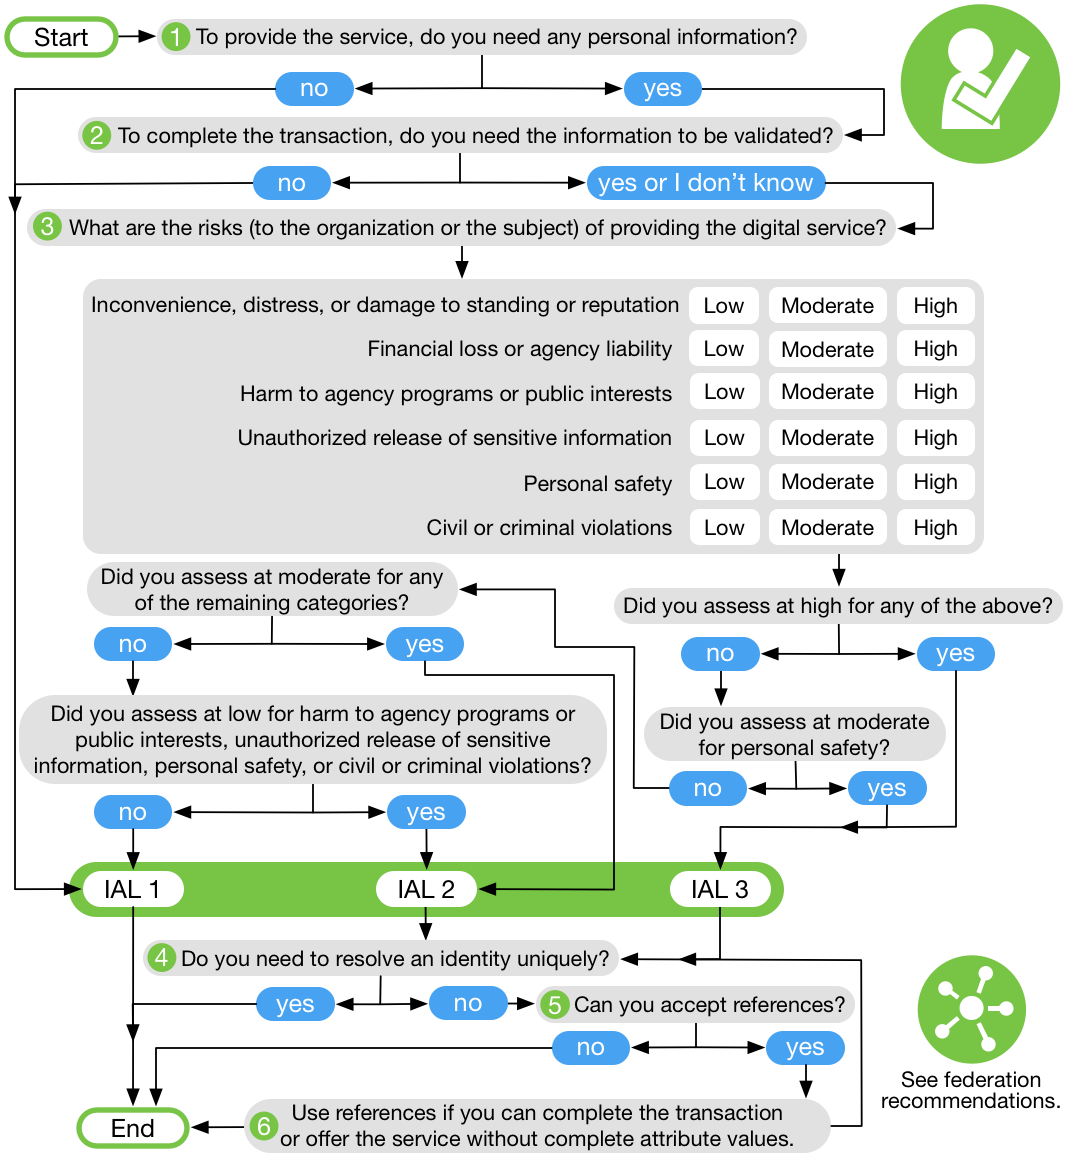 Start
1 To provide the service, do you need any personal information?
no
yes
2 To complete the transaction, do you need the information to be validated?
no
yes or I don’t know
3 What are the risks (to the organization or the subject) of providing the digital service?
Inconvenience, distress, or damage to standing or reputation Low Moderate High
Financial loss or agency liability Low Moderate High
Harm to agency programs or public interests Low Moderate High
Unauthorized release of sensitive information Low Moderate High
Personal safety Low Moderate High
Civil or criminal violations Low Moderate High
Did you assess at high for any of the above?
no
yes
Did you assess at moderate
for personal safety?
no
yes
Did you assess at moderate for any
of the remaining categories?
no
yes
Did you assess at low for harm to agency programs or
public interests, unauthorized release of sensitive
information, personal safety, or civil or criminal violations?
no
yes
IAL 1
IAL 2
IAL 3
4 Do you need to resolve an identity uniquely?
yes
no
5 Can you accept references?
no
yes
6 Use references if you can complete the transaction
or offer the service without complete attribute values.
End
See federation
recommendations.